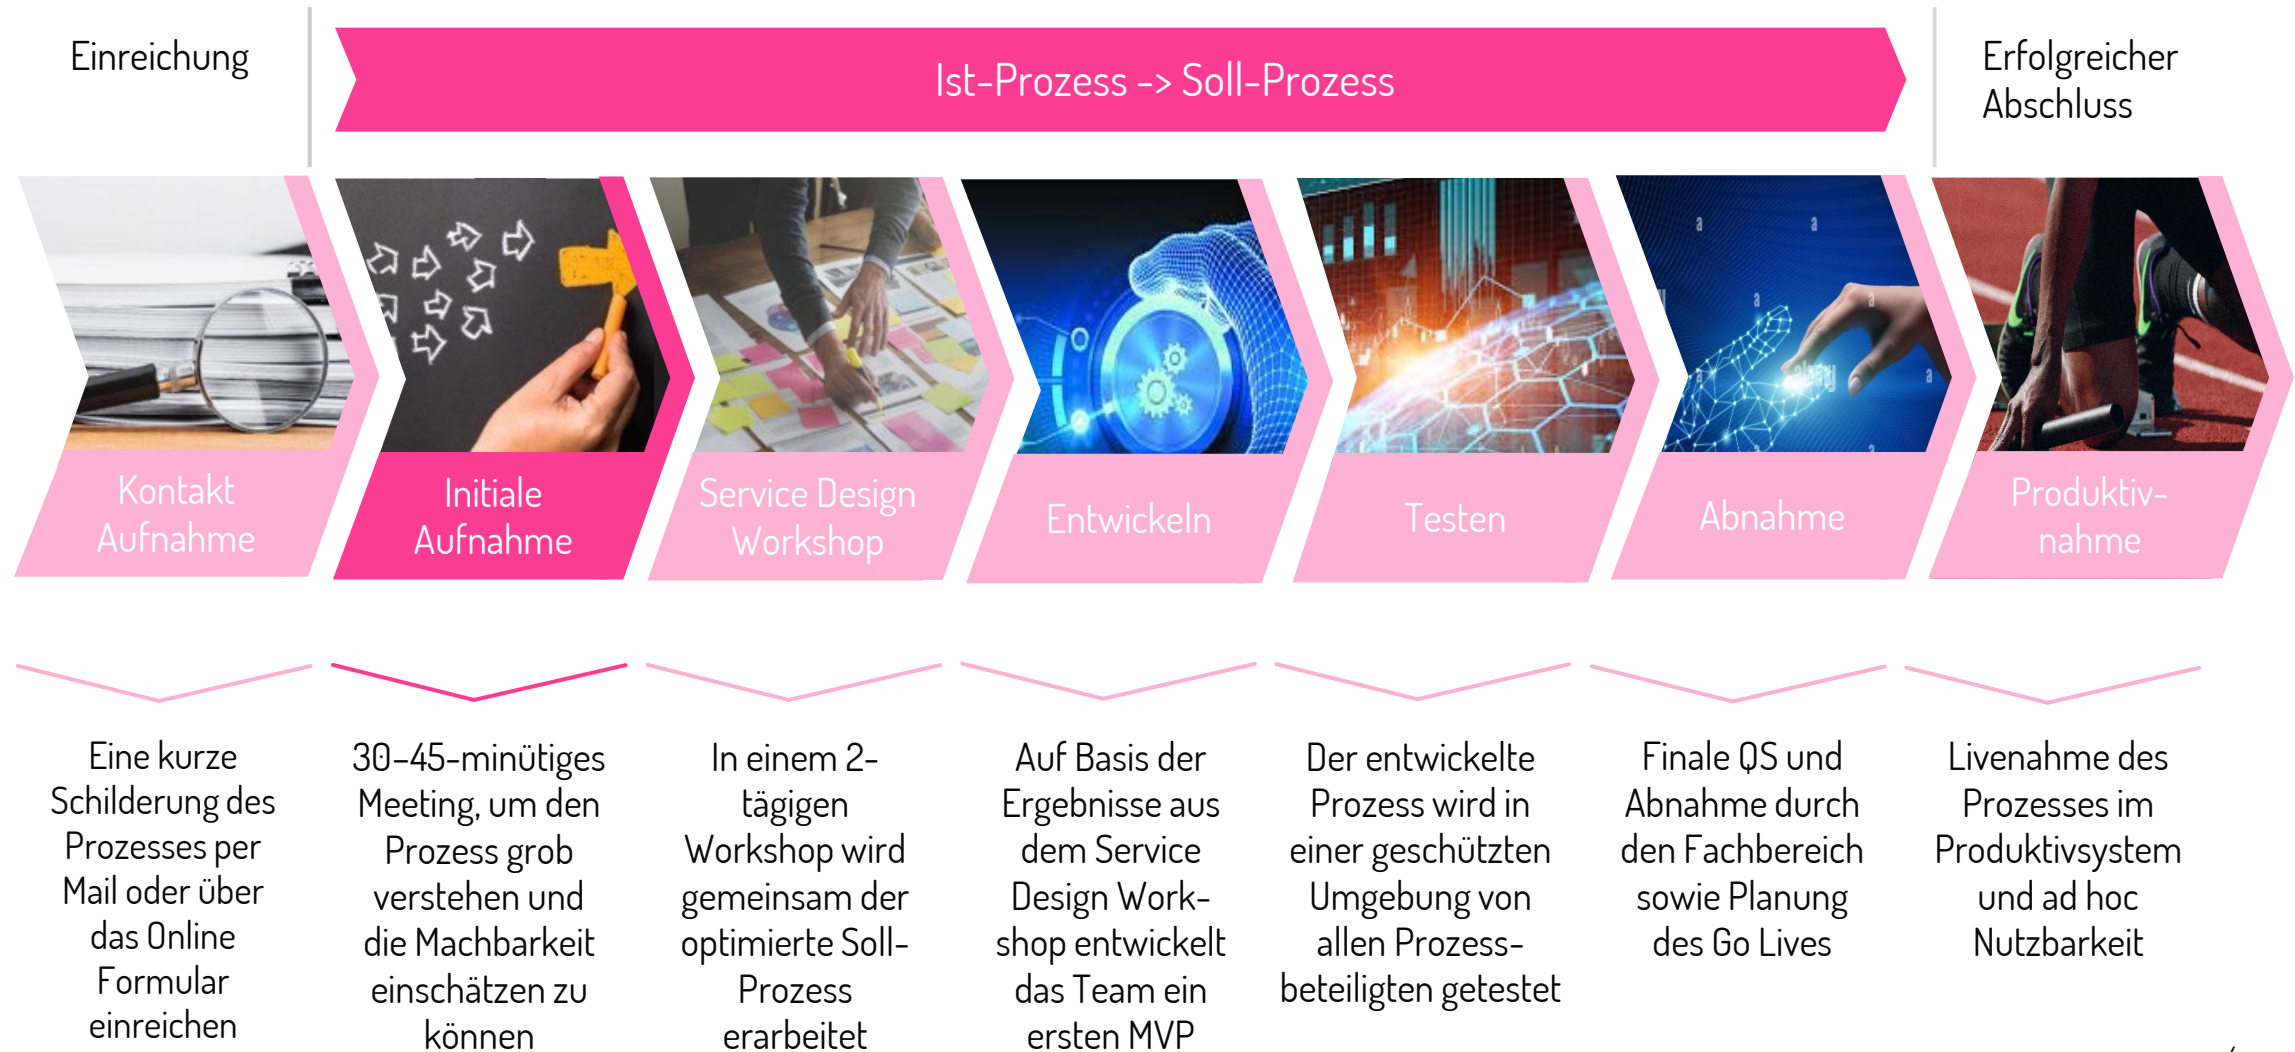 Einreichung
Ist-Prozess -> Soll-Prozess
Erfolgreicher
Abschluss
Kontakt
Aufnahme
Initiale
Aufnahme
Service Design
Workshop
Entwickeln
Testen
Abnahme
Produktiv-
nahme
Eine kurze
Schilderung des
Prozesses per
Mail oder über
das Online
Formular
einreichen
30–45-minütiges
Meeting, um den
Prozess grob
verstehen und
die Machbarkeit
einschätzen zu
können
In einem 2-
tägigen
Workshop wird
gemeinsam der
optimierte Soll-
Prozess
erarbeitet
Auf Basis der
Ergebnisse aus
dem Service
Design Work-
shop entwickelt
das Team ein
ersten MVP
Der entwickelte
Prozess wird in
einer geschützten
Umgebung von
allen Prozess-
beteiligten getestet
Finale QS und
Abnahme durch
den Fachbereich
sowie Planung
des Go Lives
Livenahme des
Prozesses im
Produktivsystem
und ad hoc
Nutzbarkeit